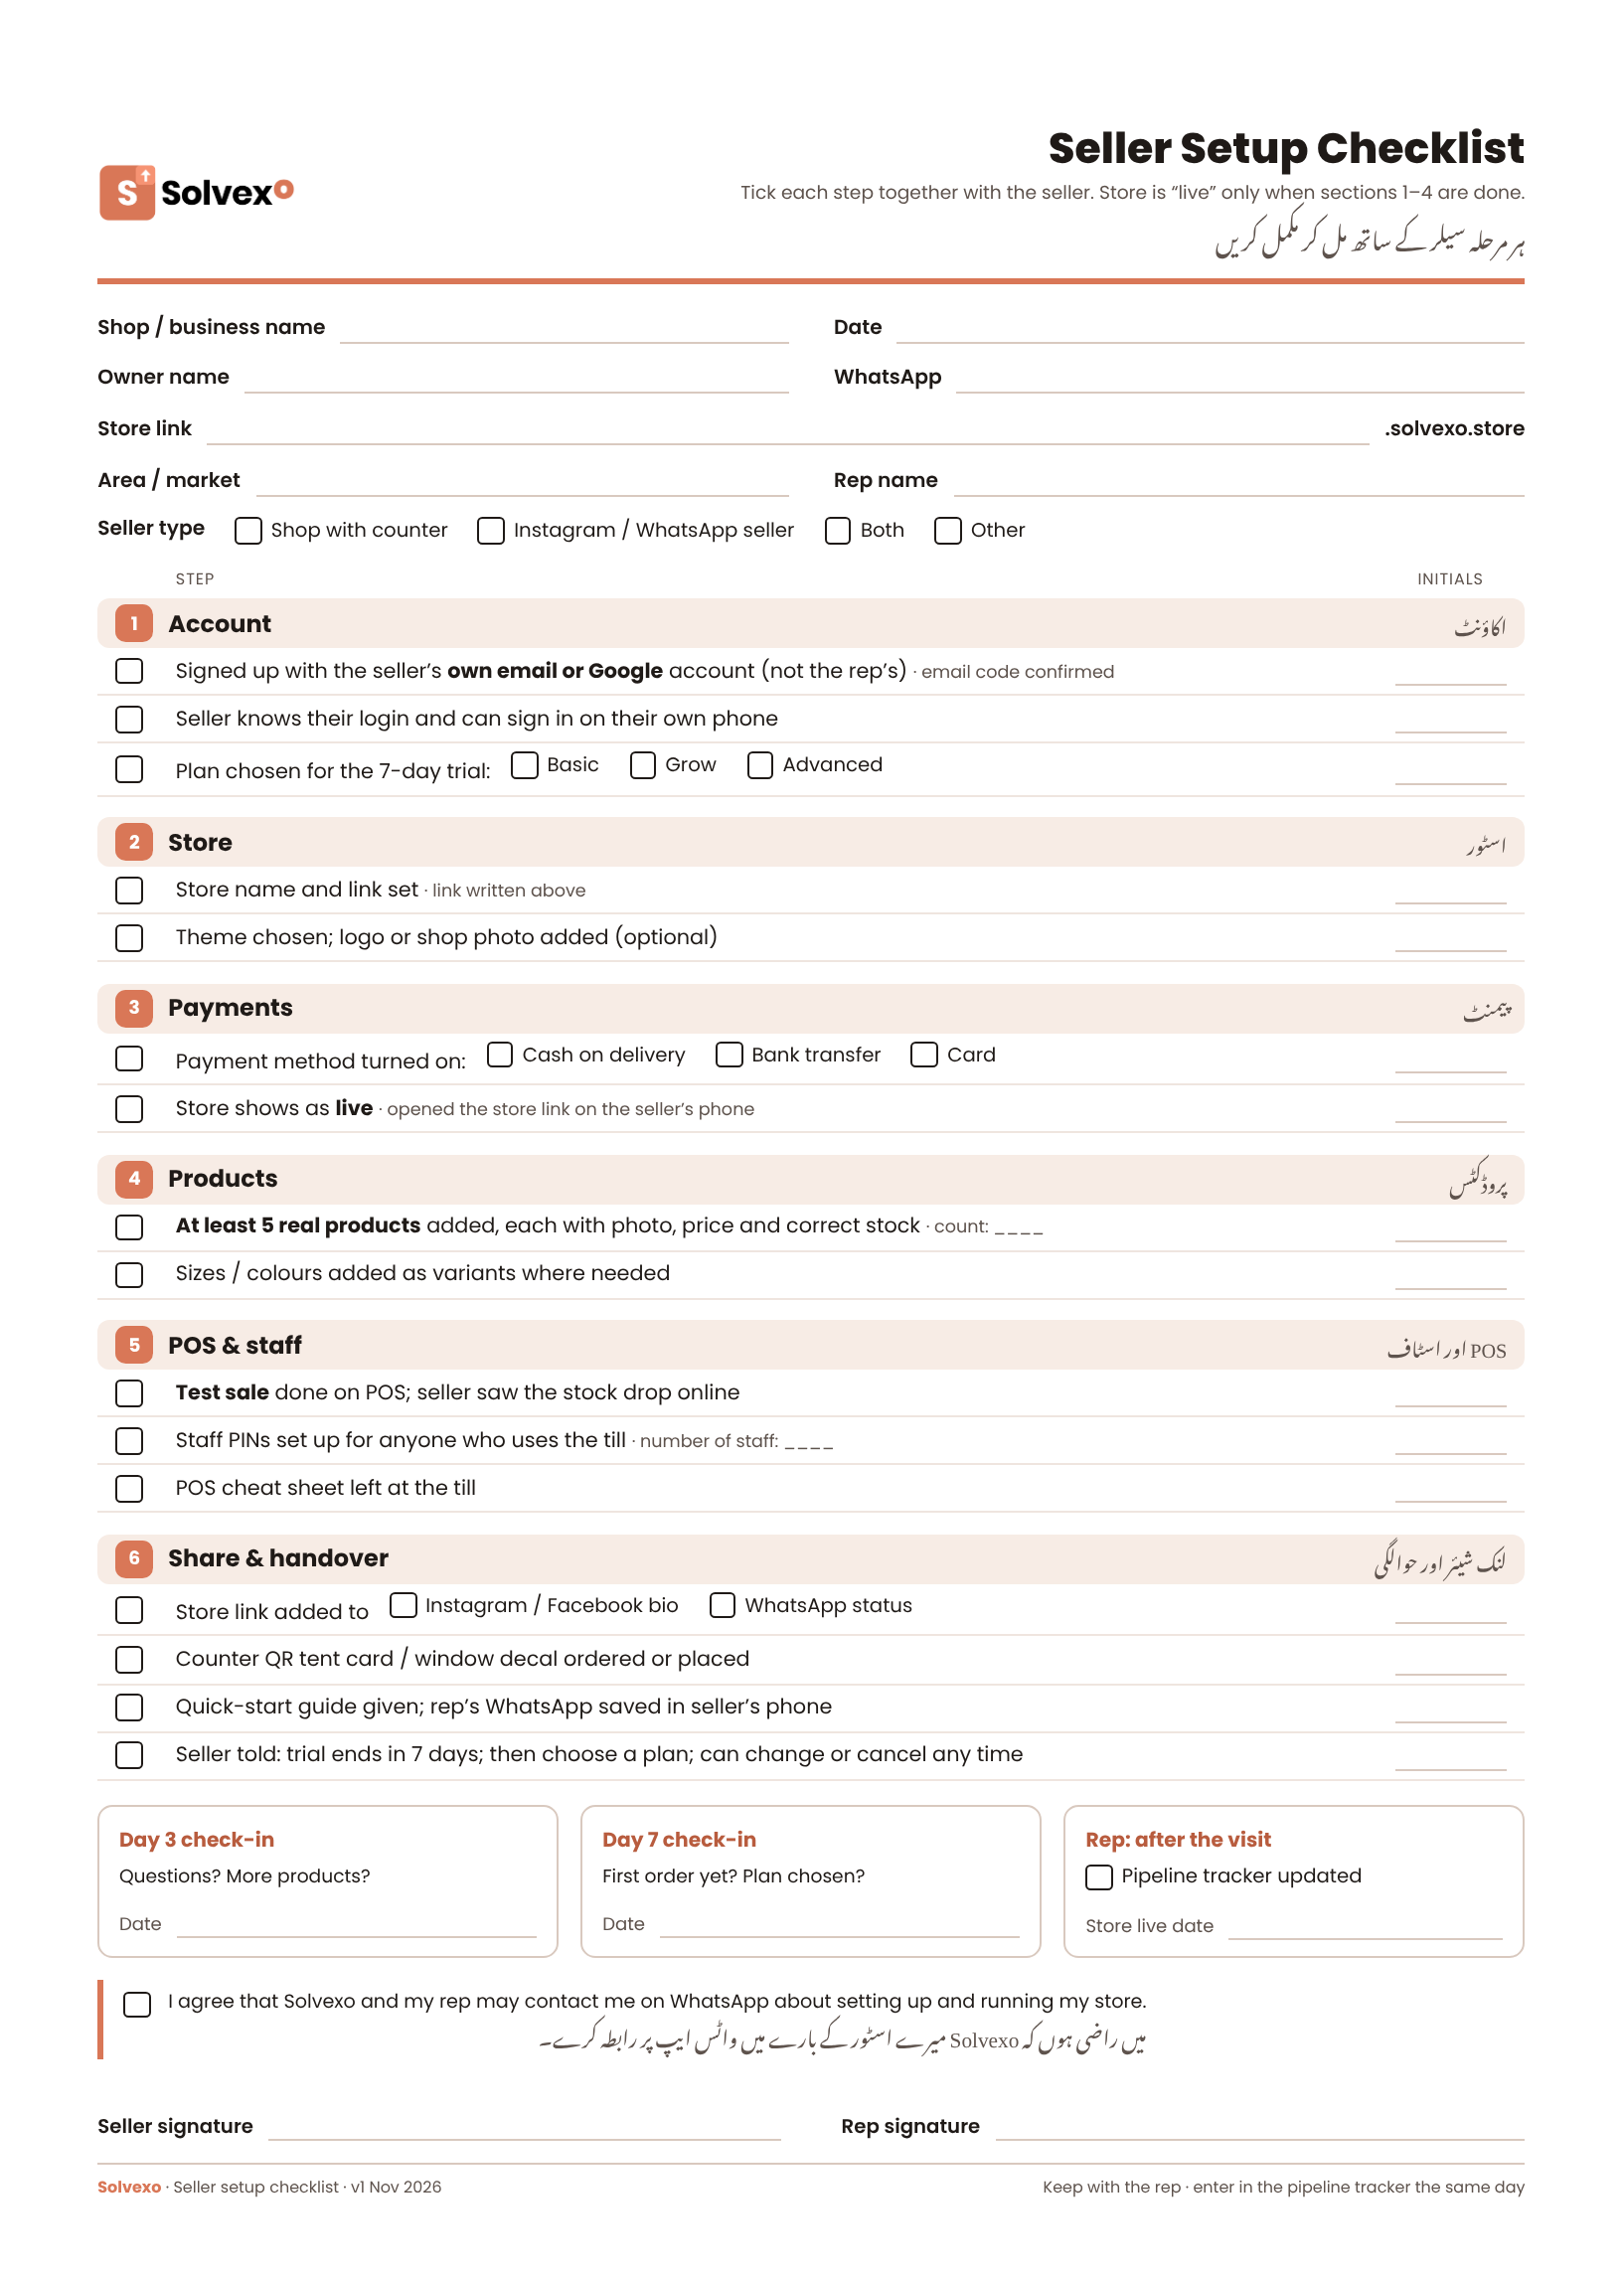 Solvexo
Seller Setup Checklist
Tick each step together with the seller. Store is “live” only when sections 1–4 are done.
ہر مرحلہ سیلر کے ساتھ مل کر مکمل کریں
Shop / business name
Date
Owner name
WhatsApp
Store link .solvexo.store
Area / market
Rep name
Seller type Shop with counter Instagram / WhatsApp seller Both Other
STEP INITIALS
1 Account اکاؤنٹ
Signed up with the seller’s own email or Google account (not the rep’s) · email code confirmed
Seller knows their login and can sign in on their own phone
Plan chosen for the 7-day trial: Basic Grow Advanced
2 Store اسٹور
Store name and link set · link written above
Theme chosen; logo or shop photo added (optional)
3 Payments پیمنٹ
Payment method turned on: Cash on delivery Bank transfer Card
Store shows as live · opened the store link on the seller’s phone
4 Products پروڈکٹس
At least 5 real products added, each with photo, price and correct stock · count: ____
Sizes / colours added as variants where needed
5 POS & staff POS اور اسٹاف
Test sale done on POS; seller saw the stock drop online
Staff PINs set up for anyone who uses the till · number of staff: ____
POS cheat sheet left at the till
6 Share & handover لنک شیئر اور حوالگی
Store link added to Instagram / Facebook bio WhatsApp status
Counter QR tent card / window decal ordered or placed
Quick-start guide given; rep’s WhatsApp saved in seller’s phone
Seller told: trial ends in 7 days; then choose a plan; can change or cancel any time
Day 3 check-in
Questions? More products?
Date
Day 7 check-in
First order yet? Plan chosen?
Date
Rep: after the visit
Pipeline tracker updated
Store live date
I agree that Solvexo and my rep may contact me on WhatsApp about setting up and running my store.
میں راضی ہوں کہ Solvexo میرے اسٹور کے بارے میں واٹس ایپ پر رابطہ کرے۔
Seller signature
Rep signature
Solvexo · Seller setup checklist · v1 Nov 2026
Keep with the rep · enter in the pipeline tracker the same day